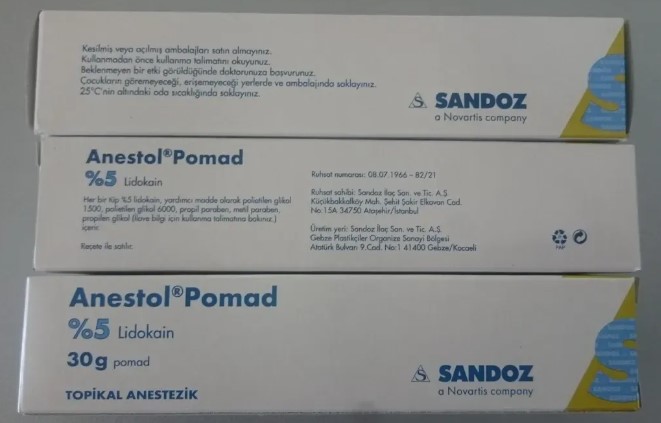 Kesilmiş veya açılmış ambalajları satın almayınız.
Kullanmadan önce kullanma talimatını okuyunuz.
Beklenmeyen bir etki görüldüğünde doktorunuza başvurunuz.
Çocukların göremeyeceği, erişemeyeceği yerlerde ve ambalajında saklayınız.
25°C'nin altındaki oda sıcaklığında saklayınız.
SANDOZ
a Novartis company
Anestol®Pomad
%5 Lidokain
Her bir Kip %5 lidokain, yardımcı madde olarak polietilen glikol
1500, polietilen glikol 6000, propil paraben, metil paraben,
propilen glikol (İlave bilgi için kullanma talimatına bakınız.)
içerir.
Reçete ile satılır.
Ruhsat numarası: 08.07.1966 – 82/21
Ruhsat sahibi: Sandoz İlaç San. ve Tic. A.Ş.
Küçükbakkalköy Mah. Şehit Şakir Elkovan Cad.
No:15A 34750 Ataşehir/İstanbul
Üretim yeri: Sandoz İlaç San. ve Tic. A.Ş.
Gebze Plastikçiler Organize Sanayi Bölgesi
Atatürk Bulvarı 9.Cad. No:1 41400 Gebze/Kocaeli
PAP
Anestol®Pomad
%5 Lidokain
30g pomad
TOPİKAL ANESTEZİK
SANDOZ
a Novartis company